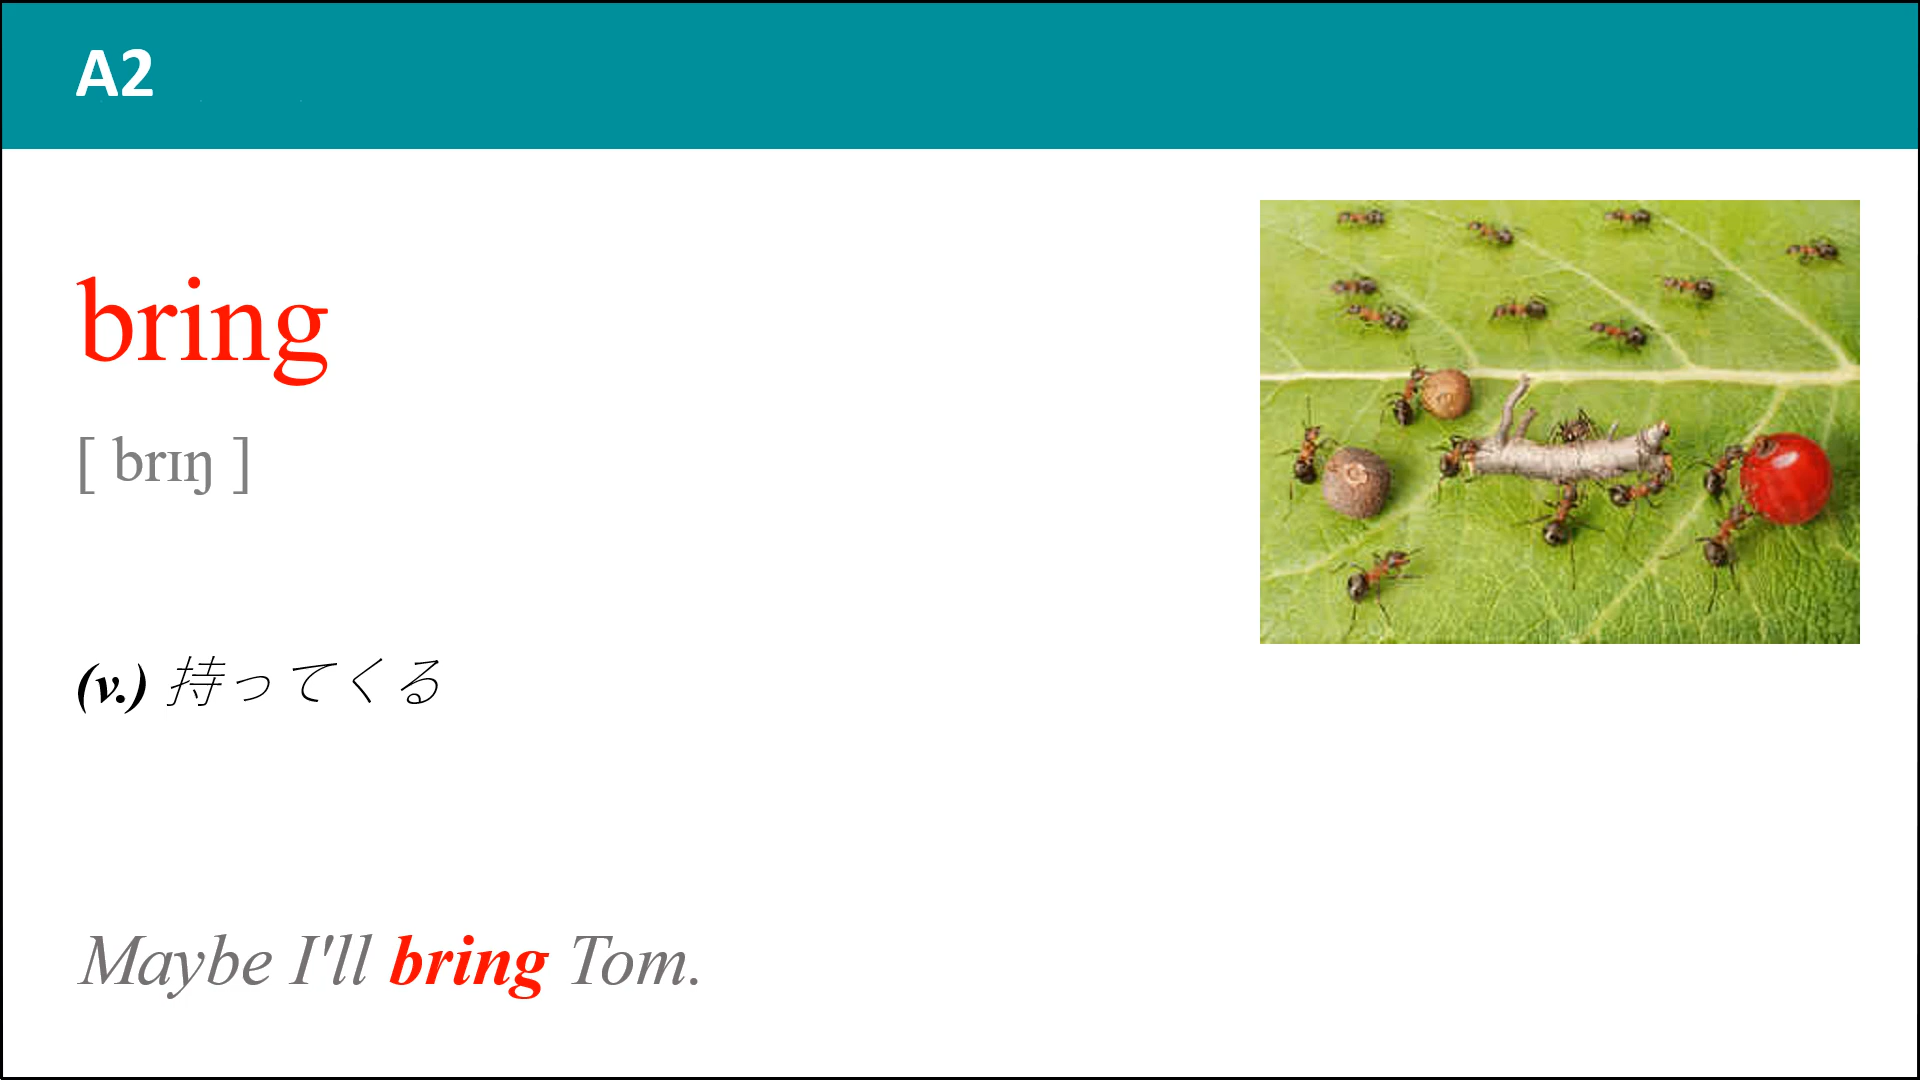 A2
bring
[ brɪŋ ]
(v.) 持ってくる
Maybe I'll bring Tom.